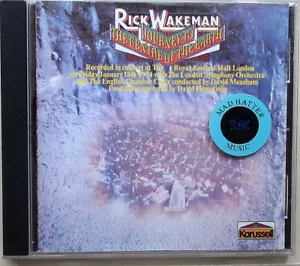 RICK WAKEMAN
JOURNEY TO
THE CENTRE OF THE EARTH
Recorded in concert at The Royal Festival Hall London
on Friday January 18th 1974 with The London Symphony Orchestra
and The English Chamber Choir conducted by David Measham
Production narrated by David Hemmings
MAD HATTER
MUSIC
Karussell